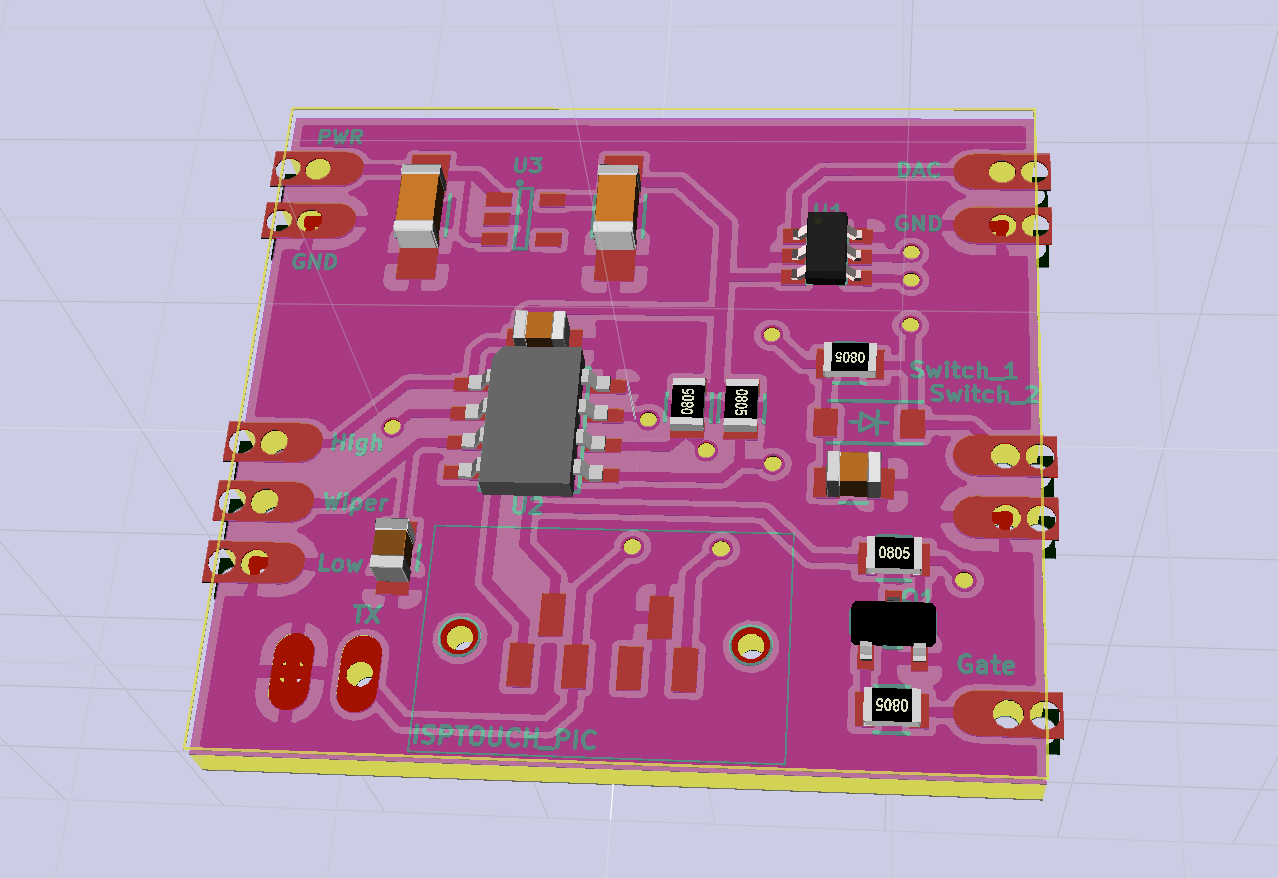 PWR
U3
DAC
GND
U1
GND
0805
Switch_1
Switch_2
0805
0805
High
Wiper
U2
Low
0805
TX
Q1
Gate
0805
ISPTOUCH_PIC